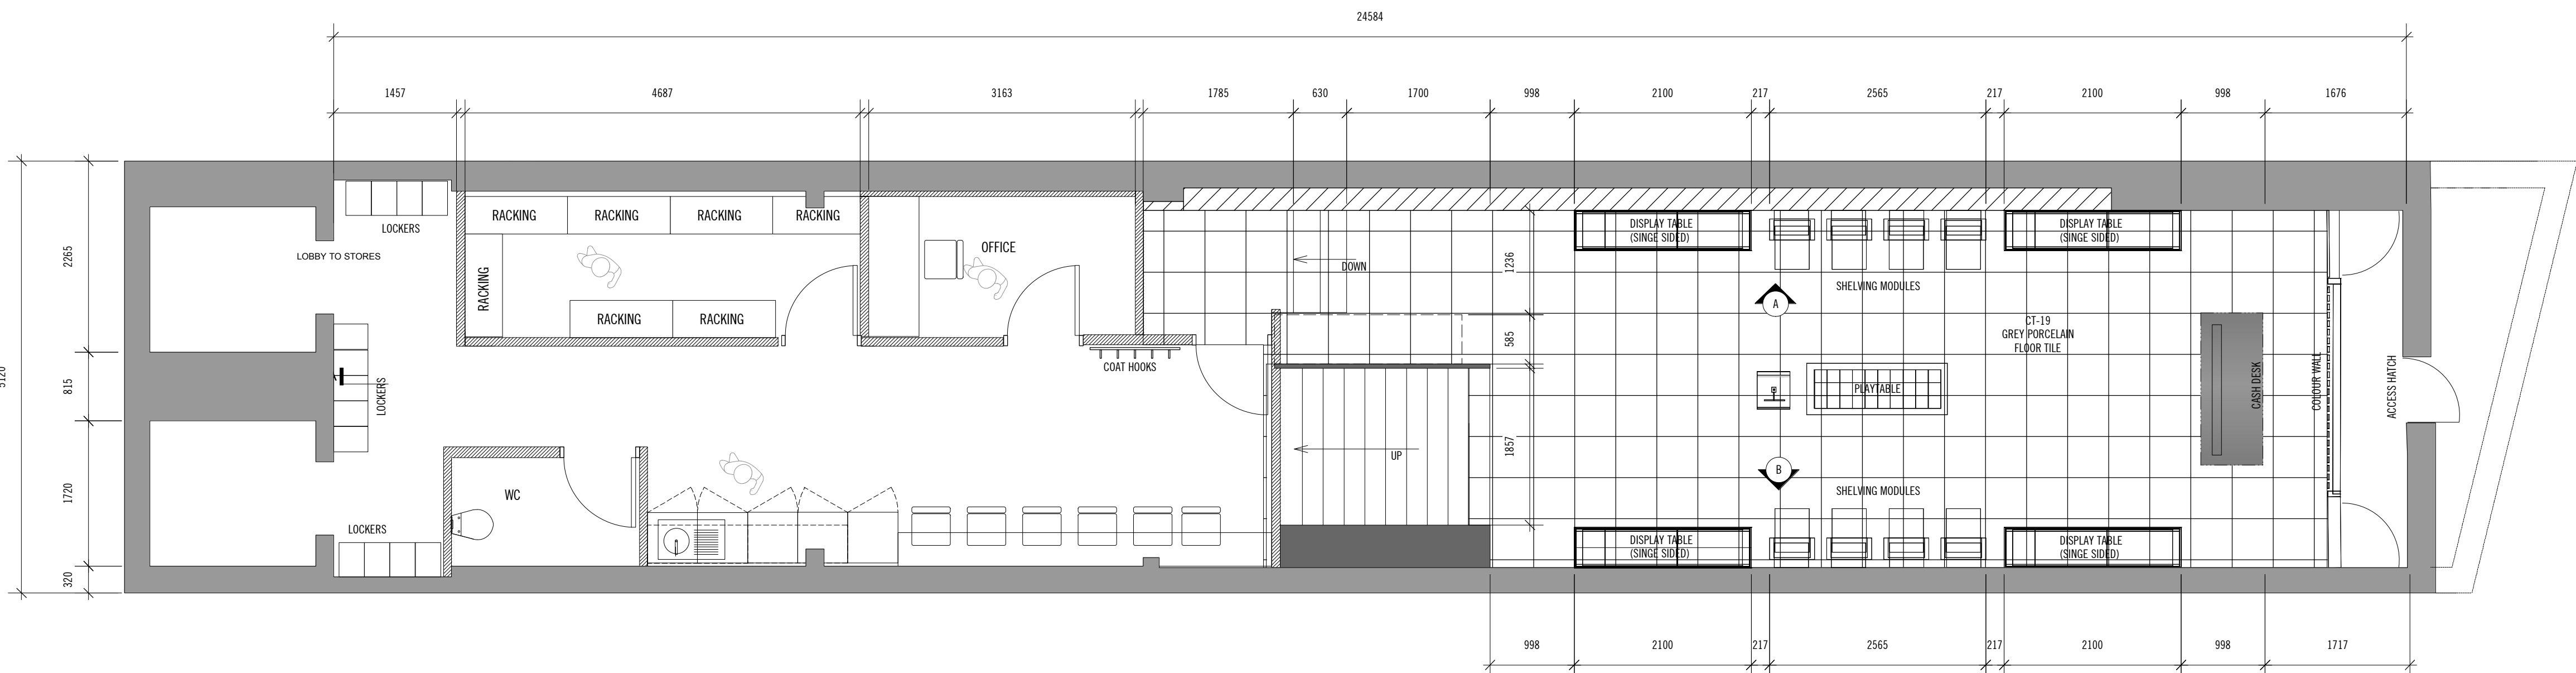 24584
1457
4687
3163
1785
630
1700
998
2100
217
2565
217
2100
998
1676
5120
2265
815
1720
320
LOCKERS
LOBBY TO STORES
RACKING
RACKING
RACKING
RACKING
RACKING
RACKING
RACKING
OFFICE
DOWN
1236
585
1857
DISPLAY TABLE
(SINGE SIDED)
DISPLAY TABLE
(SINGE SIDED)
SHELVING MODULES
A
CT-19
GREY PORCELAIN
FLOOR TILE
COAT HOOKS
LOCKERS
PLAYTABLE
CASH DESK
COLOUR WALL
ACCESS HATCH
UP
B
SHELVING MODULES
WC
LOCKERS
DISPLAY TABLE
(SINGE SIDED)
DISPLAY TABLE
(SINGE SIDED)
998
2100
217
2565
217
2100
998
1717